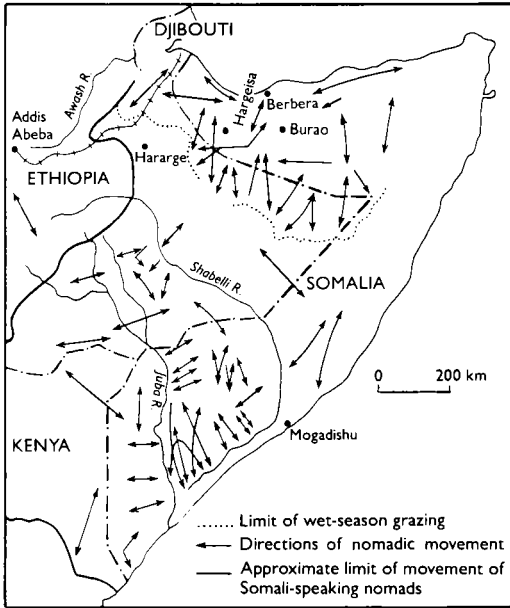 DJIBOUTI
Awash R.
Hargeisa
Berbera
Addis
Abeba
Burao
Hararge
ETHIOPIA
Shabelli R.
SOMALIA
0 200 km
Juba R.
Mogadishu
KENYA
Limit of wet-season grazing
Directions of nomadic movement
Approximate limit of movement of
Somali-speaking nomads